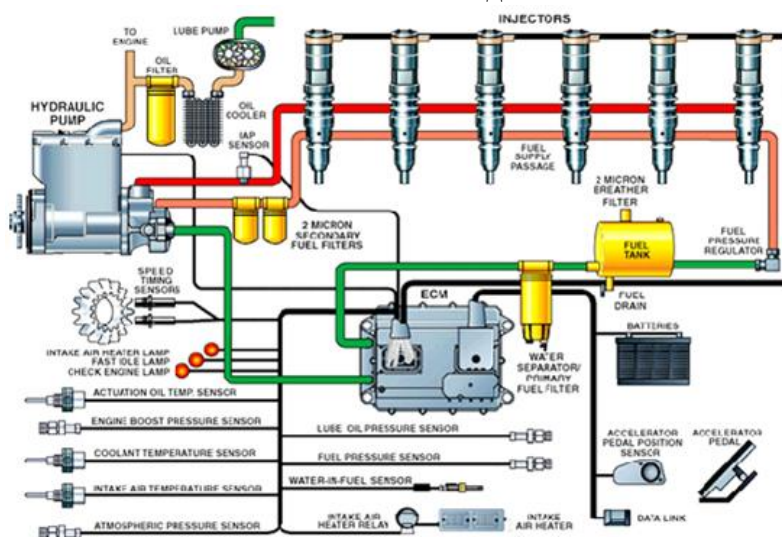 INJECTORS
LUBE PUMP
TO
ENGINE
OIL
FILTER
OIL
COOLER
HYDRAULIC
PUMP
IAP
SENSOR
FUEL
SUPPLY
PASSAGE
2 MICRON
BREATHER
FILTER
2 MICRON
SECONDARY
FUEL FILTERS
FUEL
TANK
FUEL
PRESSURE
REGULATOR
SPEED
TIMING
SENSORS
ECM
FUEL
DRAIN
BATTERIES
INTAKE AIR HEATER LAMP
FAST IDLE LAMP
CHECK ENGINE LAMP
WATER
SEPARATOR/
PRIMARY
FUEL FILTER
ACTUATION OIL TEMP. SENSOR
ENGINE BOOST PRESSURE SENSOR
LUBE OIL PRESSURE SENSOR
ACCELERATOR
PEDAL POSITION
SENSOR
ACCELERATOR
PEDAL
COOLANT TEMPERATURE SENSOR
FUEL PRESSURE SENSOR
INTAKE AIR TEMPERATURE SENSOR
WATER-IN-FUEL SENSOR
ATMOSPHERIC PRESSURE SENSOR
INTAKE AIR
HEATER RELAY
INTAKE
AIR HEATER
DATA LINK